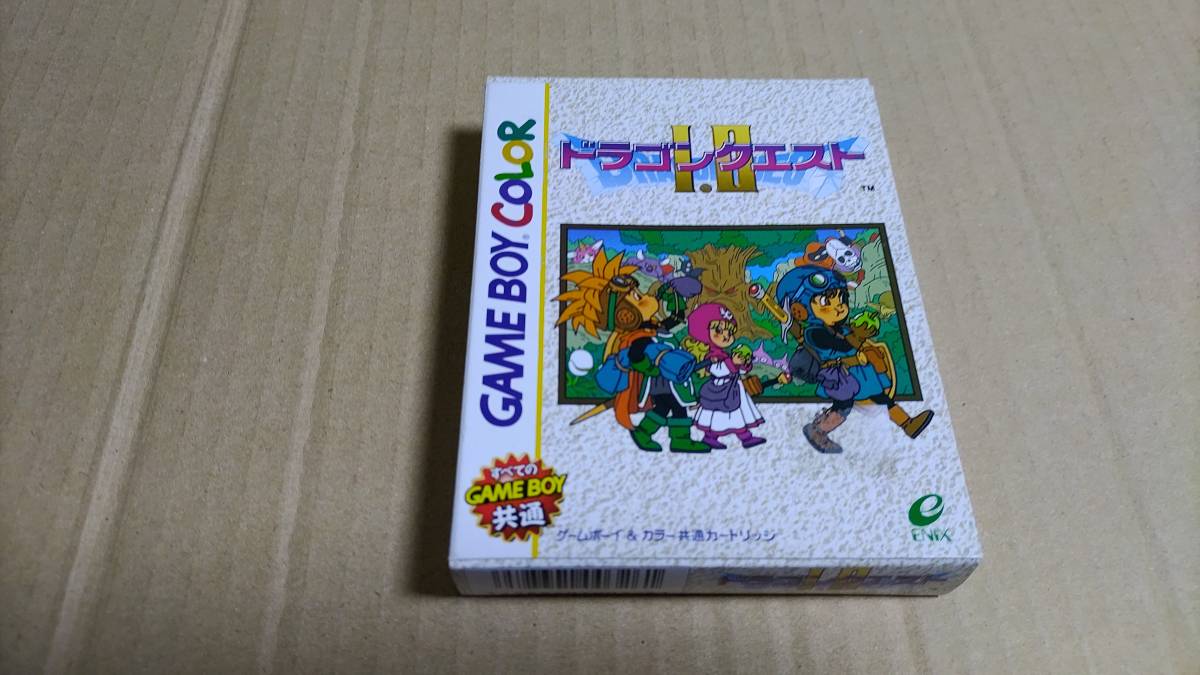 GAME BOY COLOR
I・II
ドラゴンクエスト
TM
すべての
GAME BOY
共通
ゲームボーイ & カラー共通カートリッジ
ENIX